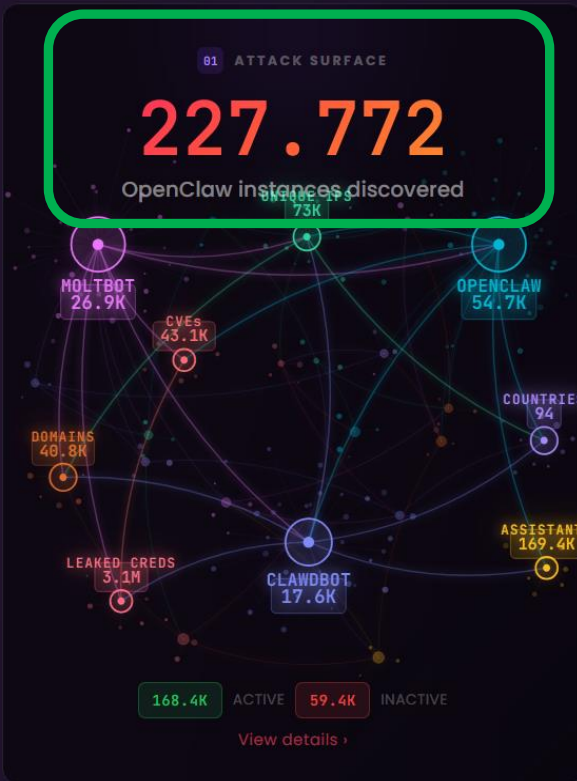 01 ATTACK SURFACE
227.772
OpenClaw instances discovered
UNIQUE IPS
73K
MOLTBOT
26.9K
OPENCLAW
54.7K
CVEs
43.1K
COUNTRIE
94
DOMAINS
40.8K
ASSISTANT
169.4K
LEAKED CREDS
3.1M
CLAWDBOT
17.6K
168.4K ACTIVE 59.4K INACTIVE
View details ›